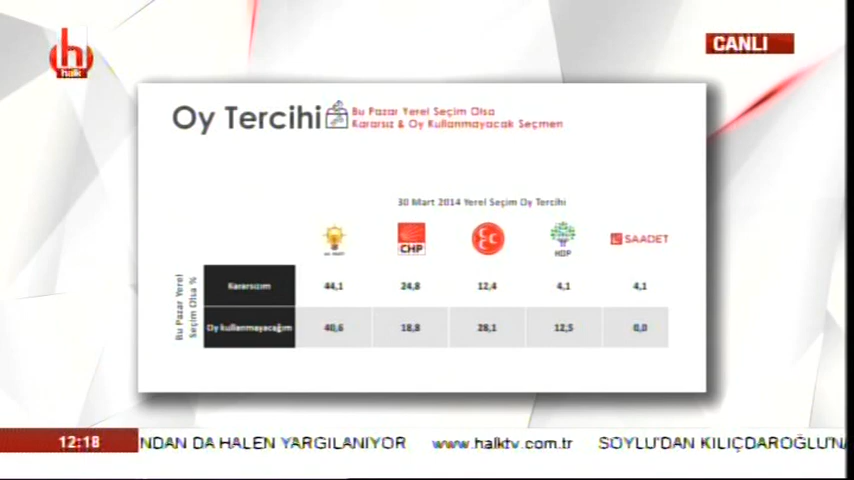 halk
CANLI
Oy Tercihi
Bu Pazar Yerel Seçim Olsa
Kararsız & Oy Kullanmayacak Seçmen
30 Mart 2014 Yerel Seçim Oy Tercihi
AK PARTİ CHP HDP SAADET
Bu Pazar Yerel
Seçim Olsa %
Kararsızım 44,1 24,8 12,4 4,1 4,1
Oy kullanmayacağım 40,6 18,8 28,1 12,5 0,0
12:18 NDAN DA HALEN YARGILANIYOR www.halktv.com.tr SOYLU'DAN KILIÇDAROĞLU'NA